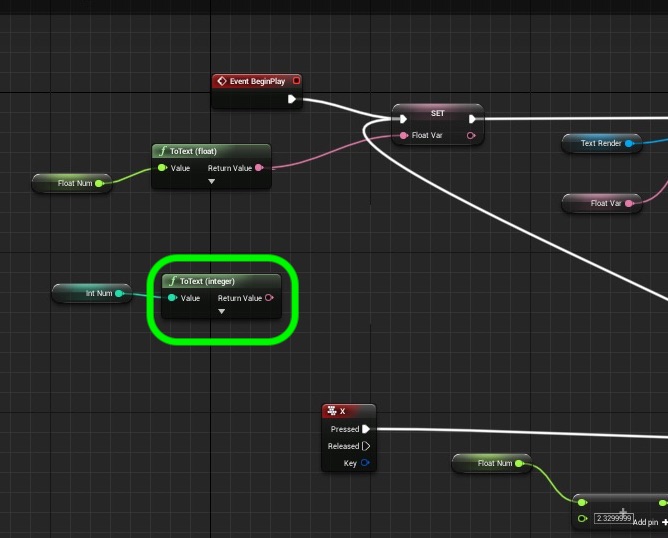 Event BeginPlay
SET
Float Var
ToText (float)
Value Return Value
Float Num
Text Render
Float Var
ToText (integer)
Int Num
Value Return Value
X
Pressed
Released
Key
Float Num
2.3299999
Add pin +